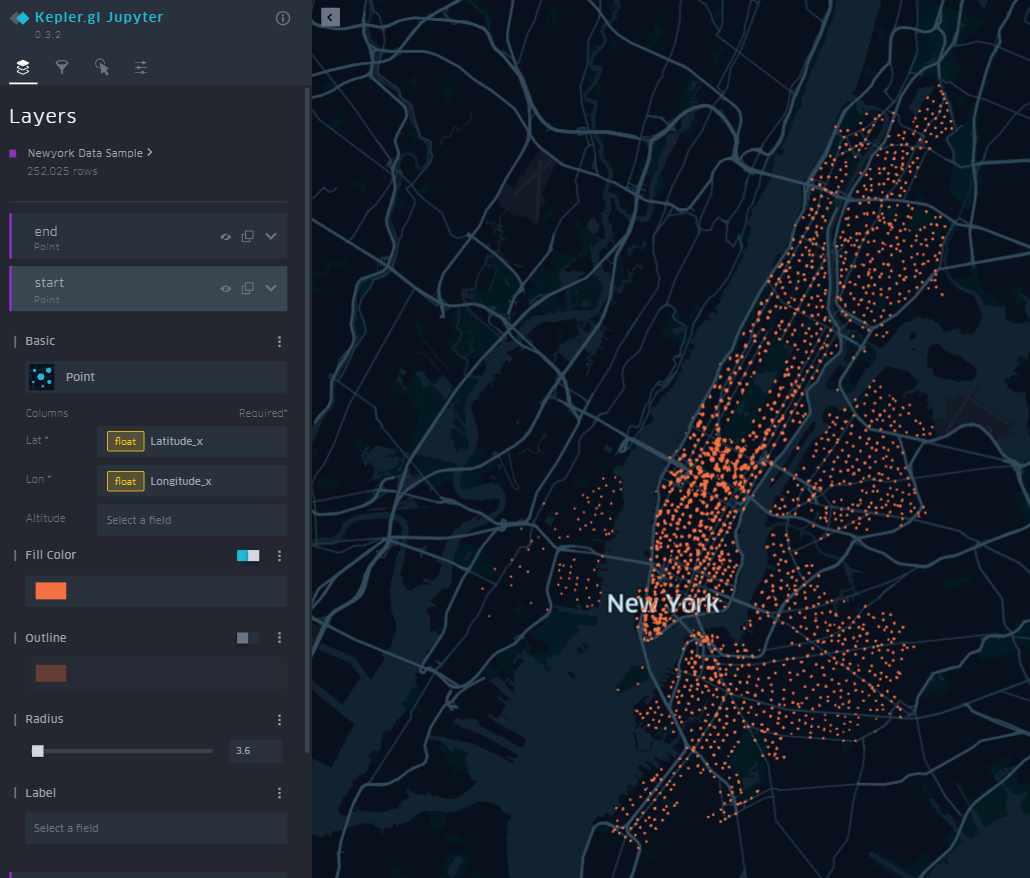 Kepler.gl Jupyter
0.3.2
Layers
Newyork Data Sample
252,025 rows
end
Point
start
Point
Basic
Point
Columns Required*
Lat * float Latitude_x
Lon * float Longitude_x
Altitude Select a field
Fill Color
Outline
Radius
3.6
Label
Select a field
New York